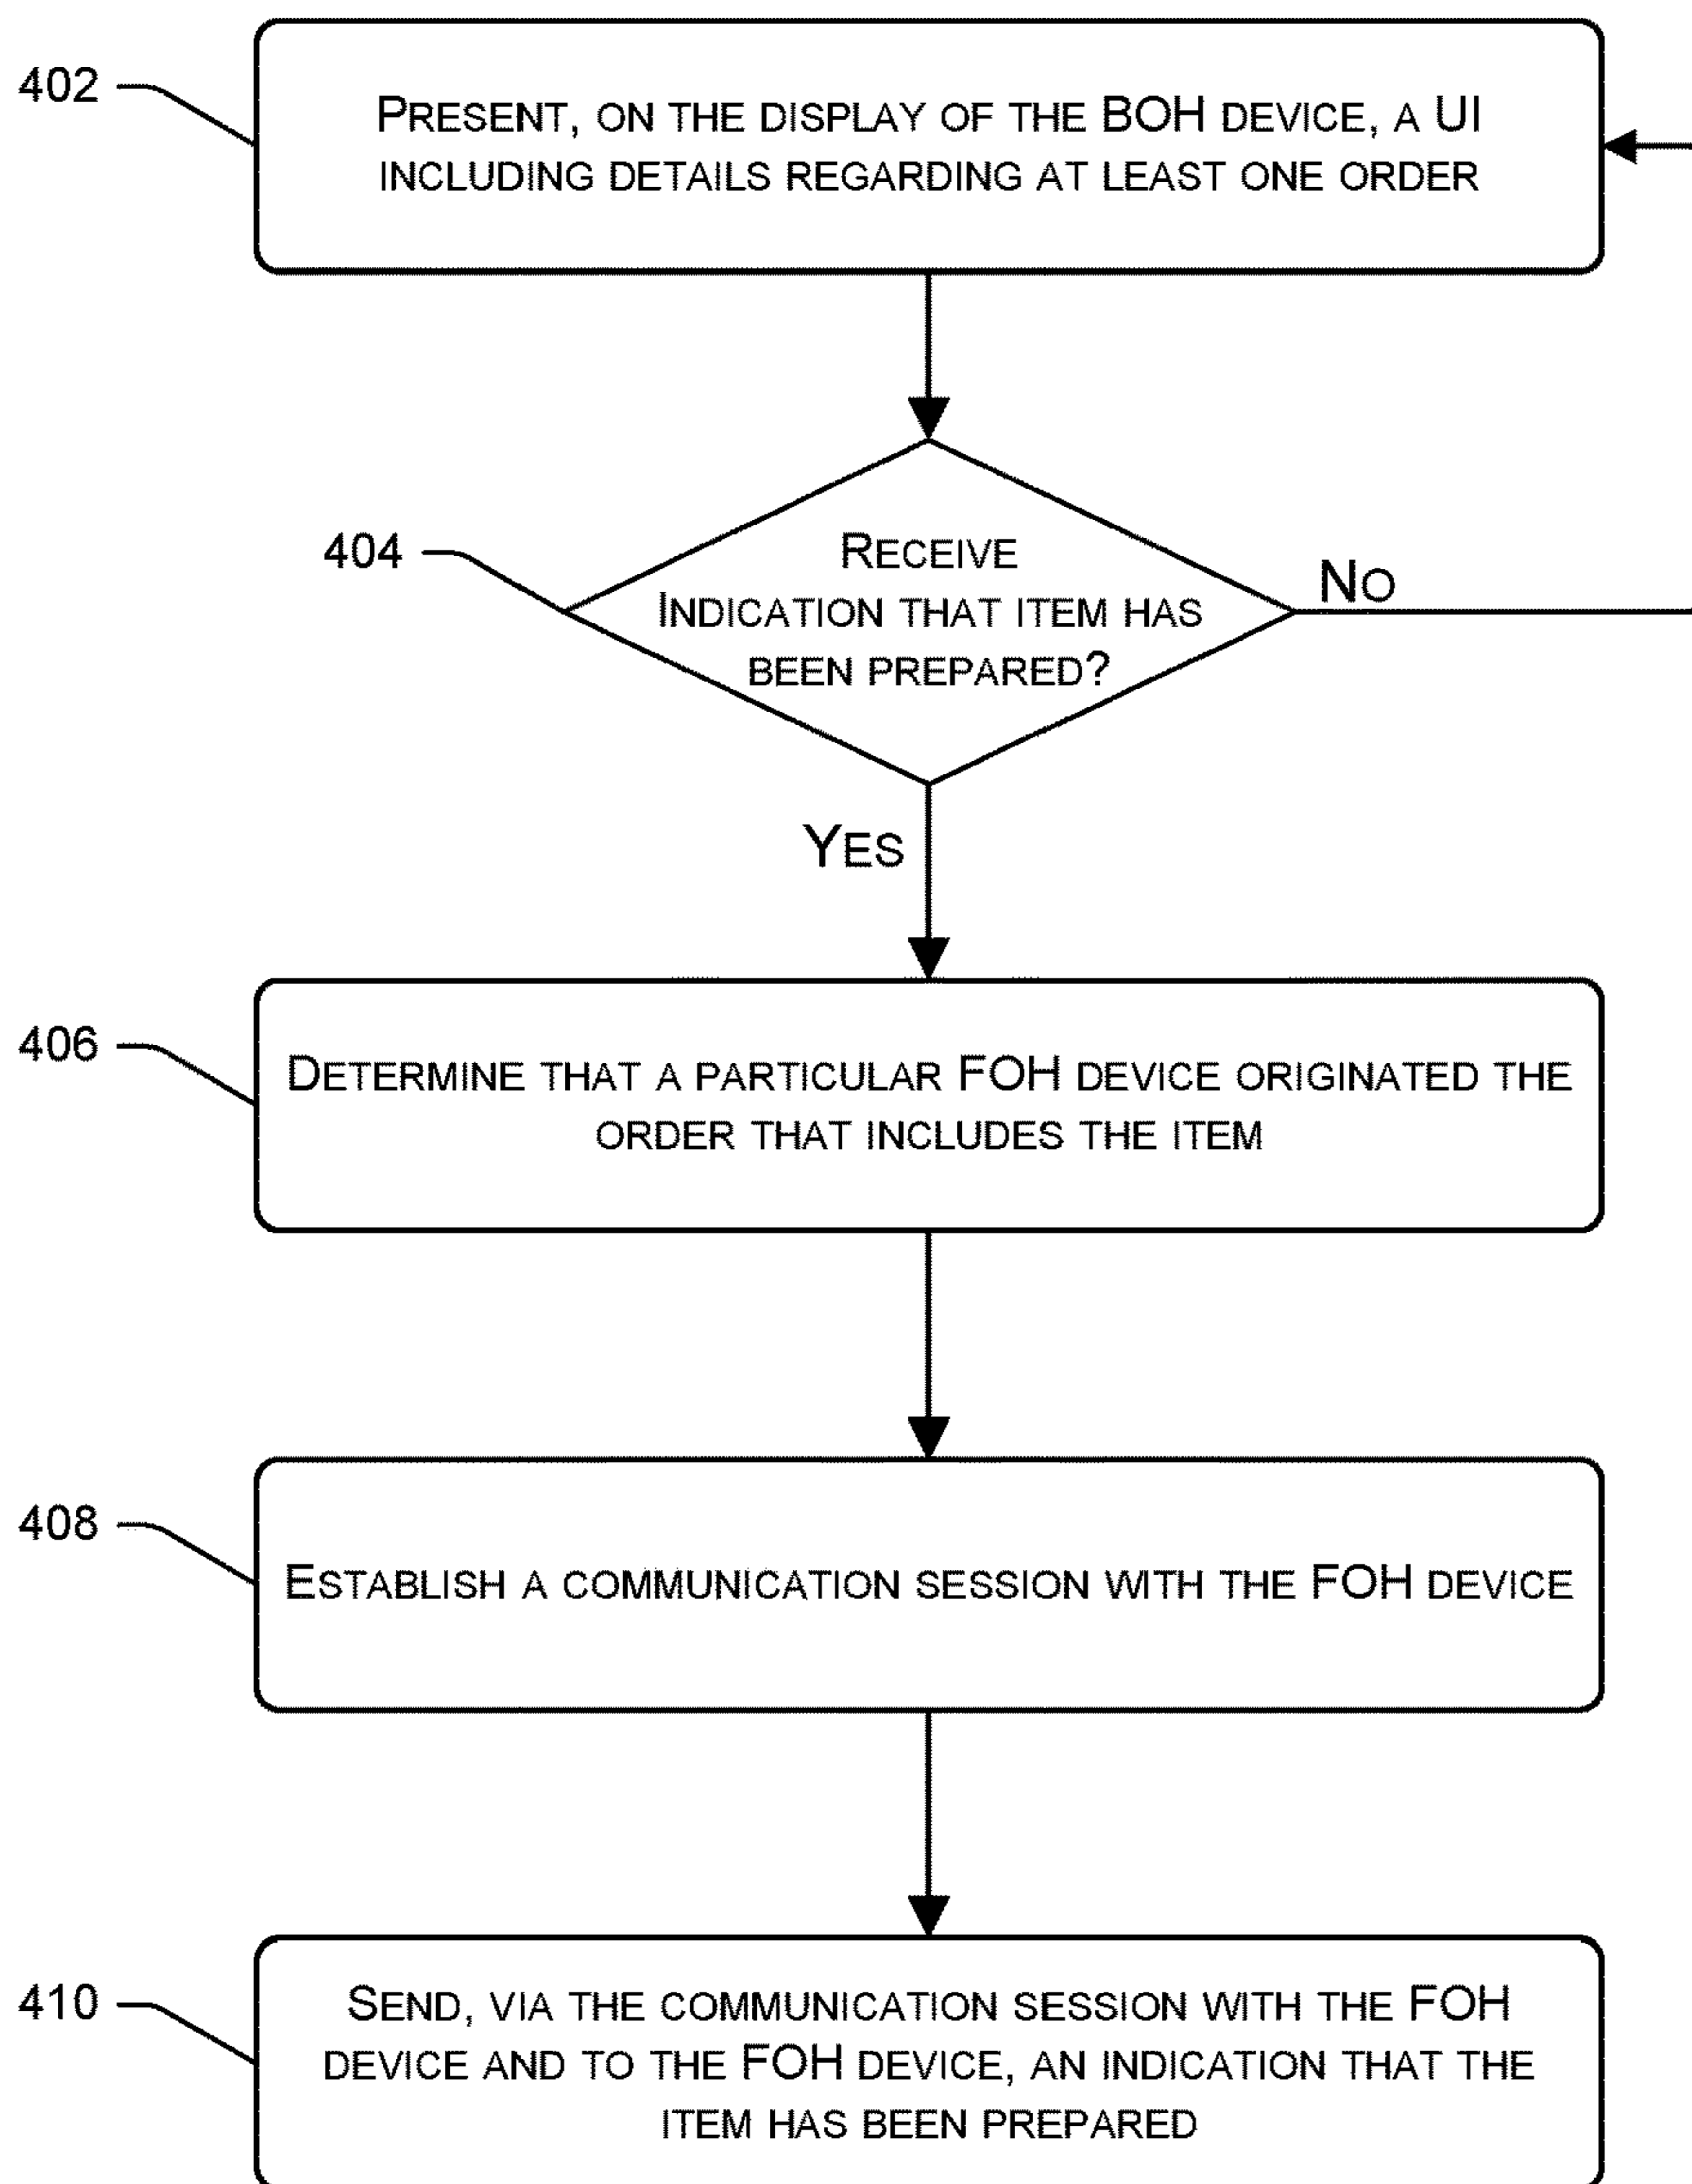 402
PRESENT, ON THE DISPLAY OF THE BOH DEVICE, A UI
INCLUDING DETAILS REGARDING AT LEAST ONE ORDER
404
RECEIVE
INDICATION THAT ITEM HAS
BEEN PREPARED?
NO
YES
406
DETERMINE THAT A PARTICULAR FOH DEVICE ORIGINATED THE
ORDER THAT INCLUDES THE ITEM
408
ESTABLISH A COMMUNICATION SESSION WITH THE FOH DEVICE
410
SEND, VIA THE COMMUNICATION SESSION WITH THE FOH
DEVICE AND TO THE FOH DEVICE, AN INDICATION THAT THE
ITEM HAS BEEN PREPARED